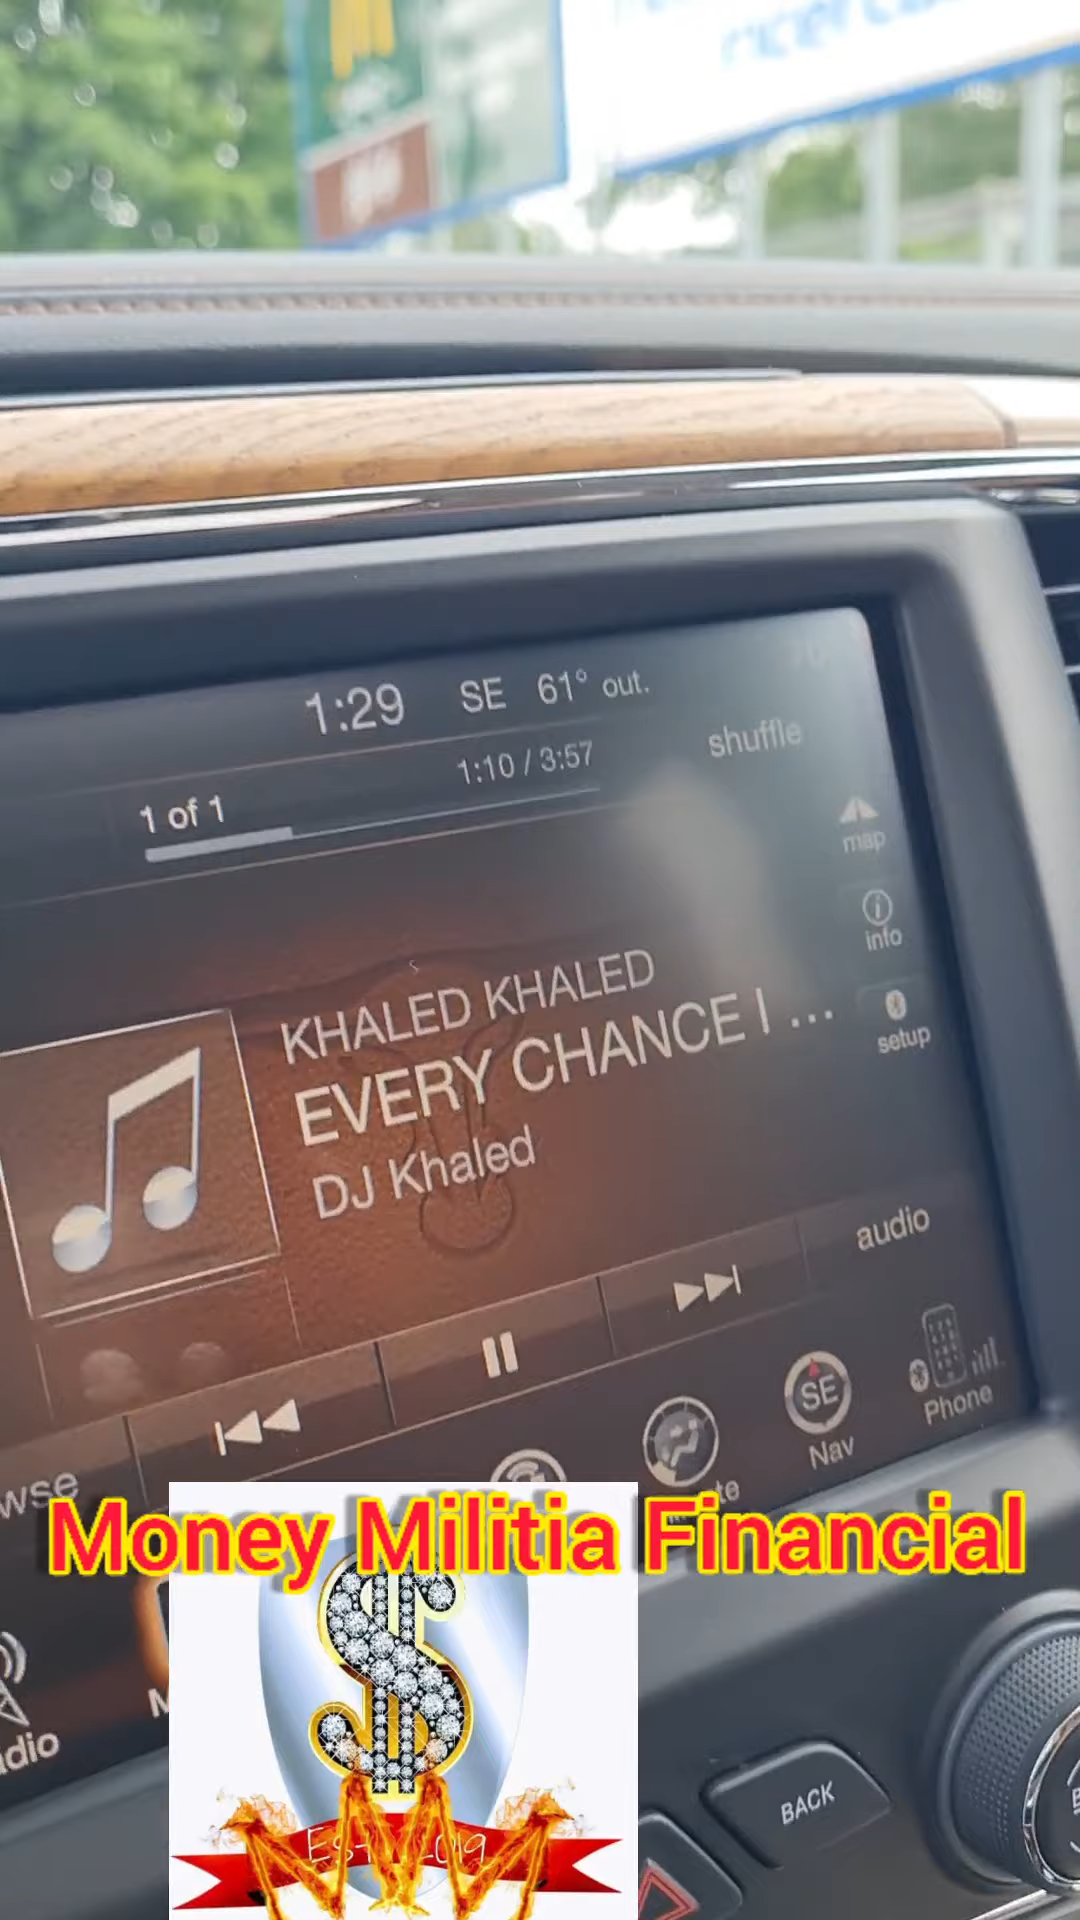 1:29 SE 61° out.
1:10 / 3:57
shuffle
1 of 1
map
info
KHALED KHALED
EVERY CHANCE I ...
setup
DJ Khaled
audio
SE
Phone
Nav
Money Militia Financial
BACK